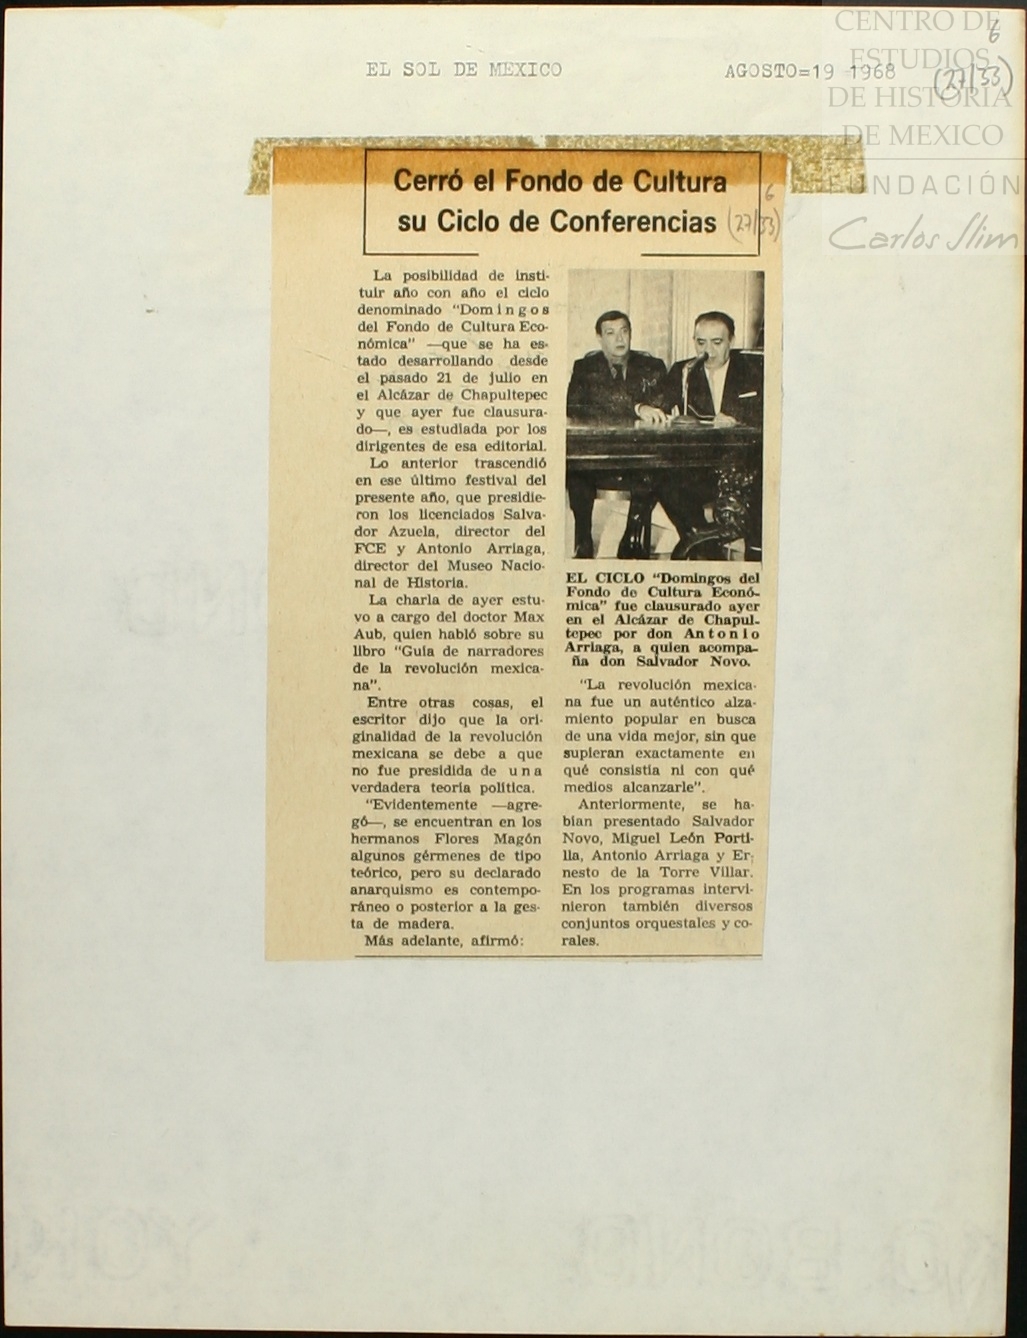 CENTRO DE
ESTUDIOS
DE HISTORIA
DE MEXICO
FUNDACIÓN
Carlos Slim
6
(27/33)
EL SOL DE MEXICO
AGOSTO=19 1968
Cerró el Fondo de Cultura
su Ciclo de Conferencias
6
(27/33)
La posibilidad de insti-
tuir año con año el ciclo
denominado "Domingos
del Fondo de Cultura Eco-
nómica" —que se ha es-
tado desarrollando desde
el pasado 21 de julio en
el Alcázar de Chapultepec
y que ayer fue clausura-
do—, es estudiada por los
dirigentes de esa editorial.
Lo anterior trascendió
en ese último festival del
presente año, que presidie-
ron los licenciados Salva-
dor Azuela, director del
FCE y Antonio Arriaga,
director del Museo Nacio-
nal de Historia.
La charla de ayer estu-
vo a cargo del doctor Max
Aub, quien habló sobre su
libro "Guía de narradores
de la revolución mexica-
na".
Entre otras cosas, el
escritor dijo que la ori-
ginalidad de la revolución
mexicana se debe a que
no fue presidida de una
verdadera teoría política.
"Evidentemente —agre-
gó—, se encuentran en los
hermanos Flores Magón
algunos gérmenes de tipo
teórico, pero su declarado
anarquismo es contempo-
ráneo o posterior a la ges-
ta de madera.
Más adelante, afirmó:
EL CICLO "Domingos del
Fondo de Cultura Econó-
mica" fue clausurado ayer
en el Alcázar de Chapul-
tepec por don Antonio
Arriaga, a quien acompa-
ña don Salvador Novo.
"La revolución mexica-
na fue un auténtico alza-
miento popular en busca
de una vida mejor, sin que
supieran exactamente en
qué consistía ni con qué
medios alcanzarle".
Anteriormente, se ha-
bían presentado Salvador
Novo, Miguel León Porti-
lla, Antonio Arriaga y Er-
nesto de la Torre Villar.
En los programas intervi-
nieron también diversos
conjuntos orquestales y co-
rales.